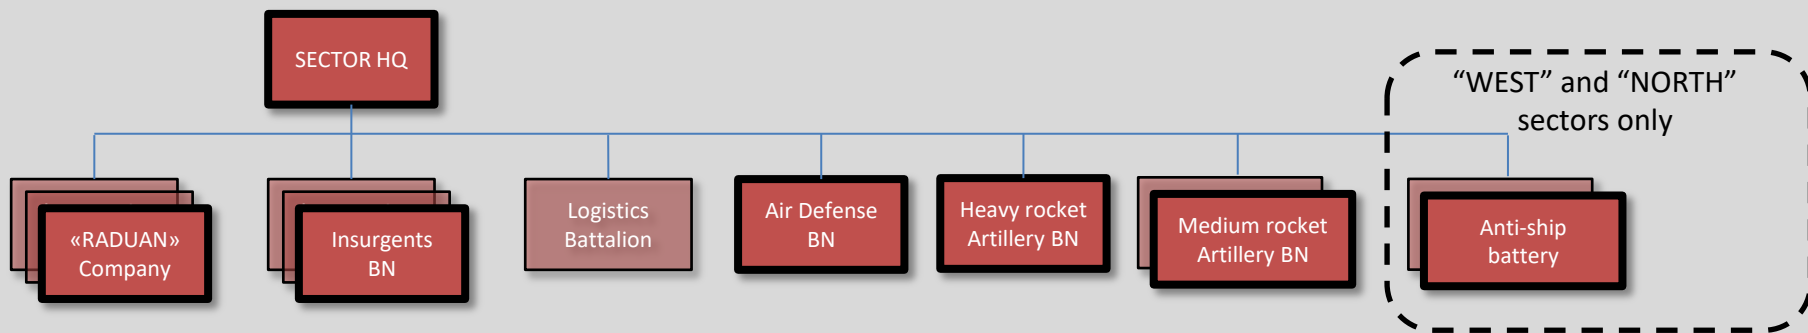 SECTOR HQ
“WEST” and “NORTH”
sectors only
«RADUAN»
Company
Insurgents
BN
Logistics
Battalion
Air Defense
BN
Heavy rocket
Artillery BN
Medium rocket
Artillery BN
Anti-ship
battery